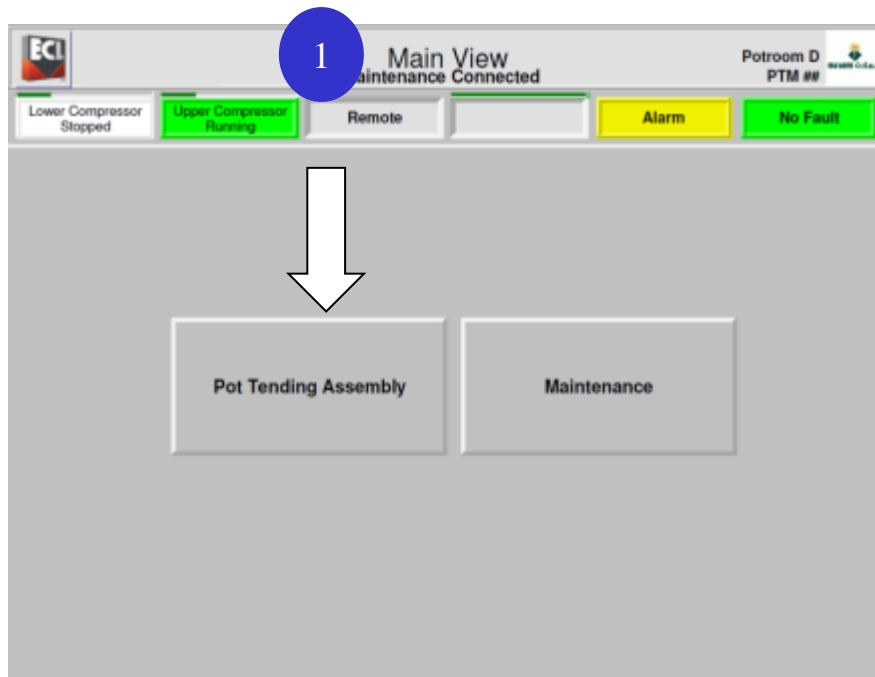 ECL
1
Main View
aintenance Connected
Potroom D
PTM ##
Lower Compressor
Stopped
Upper Compressor
Running
Remote
Alarm
No Fault
Pot Tending Assembly
Maintenance